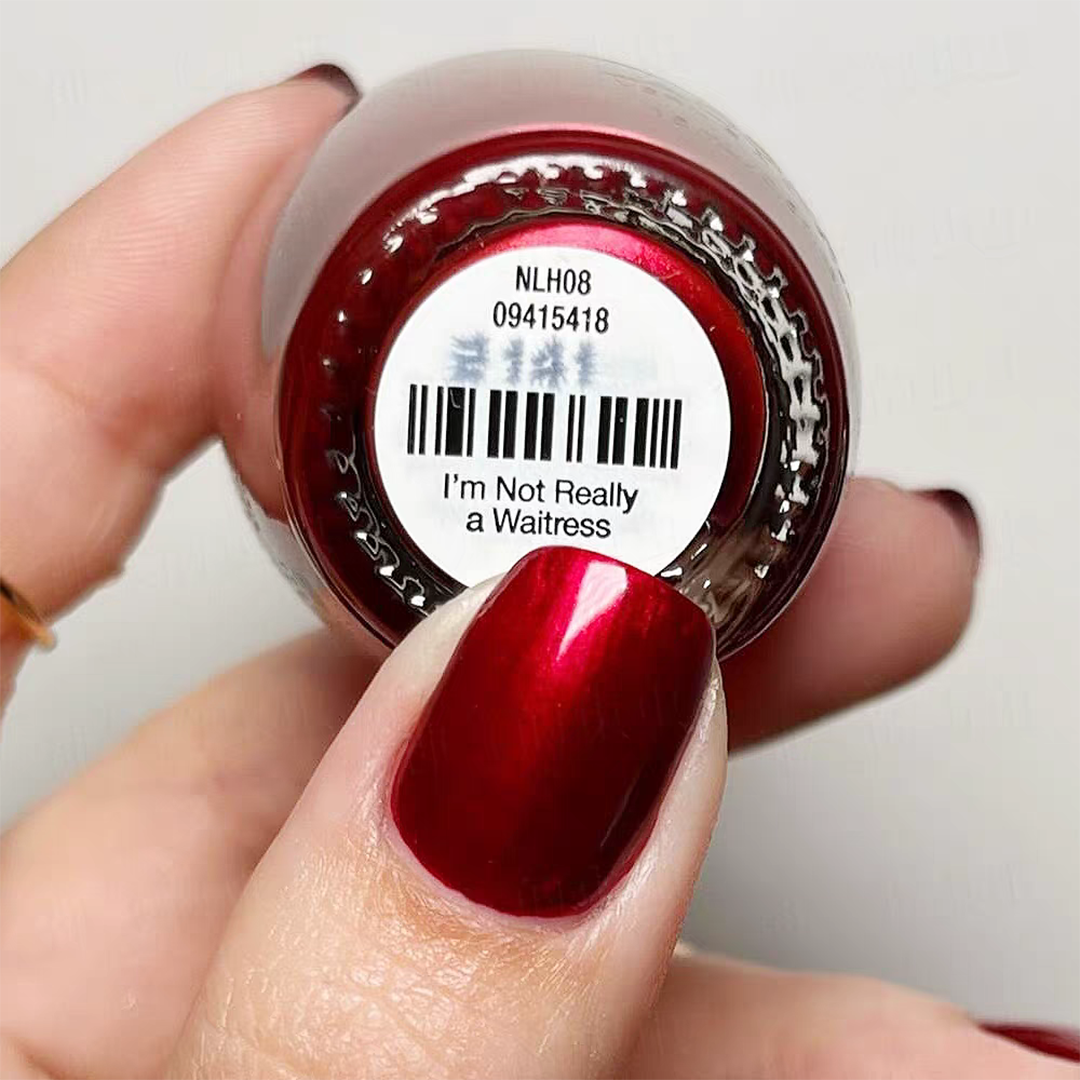 NLH08
09415418
I'm Not Really
a Waitress